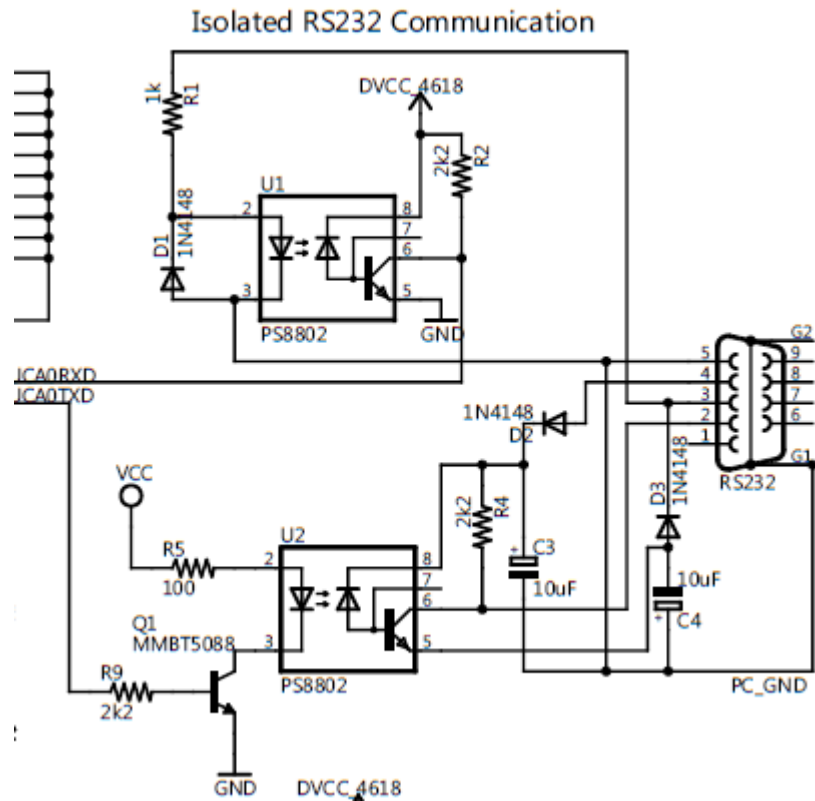 Isolated RS232 Communication
1k
R1
DVCC_4618
2k2
R2
U1
D1
1N4148
2
3
8
7
6
5
PS8802
GND
UCA0RXD
UCA0TXD
1N4148
D2
5
4
3
2
1
9
8
7
6
G2
G1
RS232
D3
1N4148
VCC
R5
100
U2
2k2
R4
2
3
8
7
6
5
+
C3
10uF
10uF
+
C4
Q1
MMBT5088
PS8802
R9
2k2
PC_GND
GND
DVCC_4618